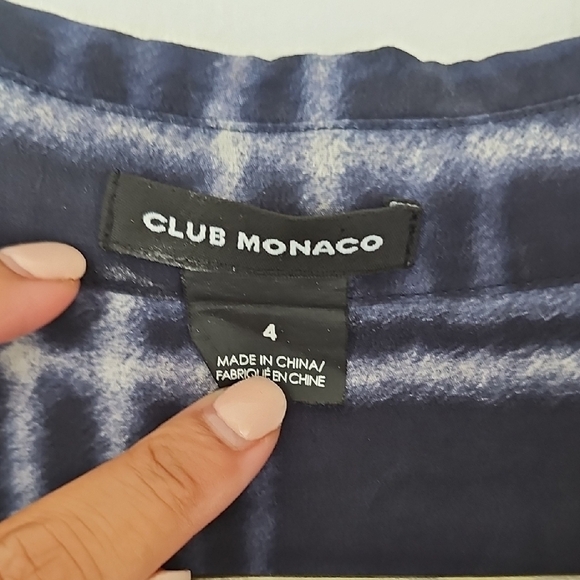 CLUB MONACO
4
MADE IN CHINA/
FABRIQUÉ EN CHINE